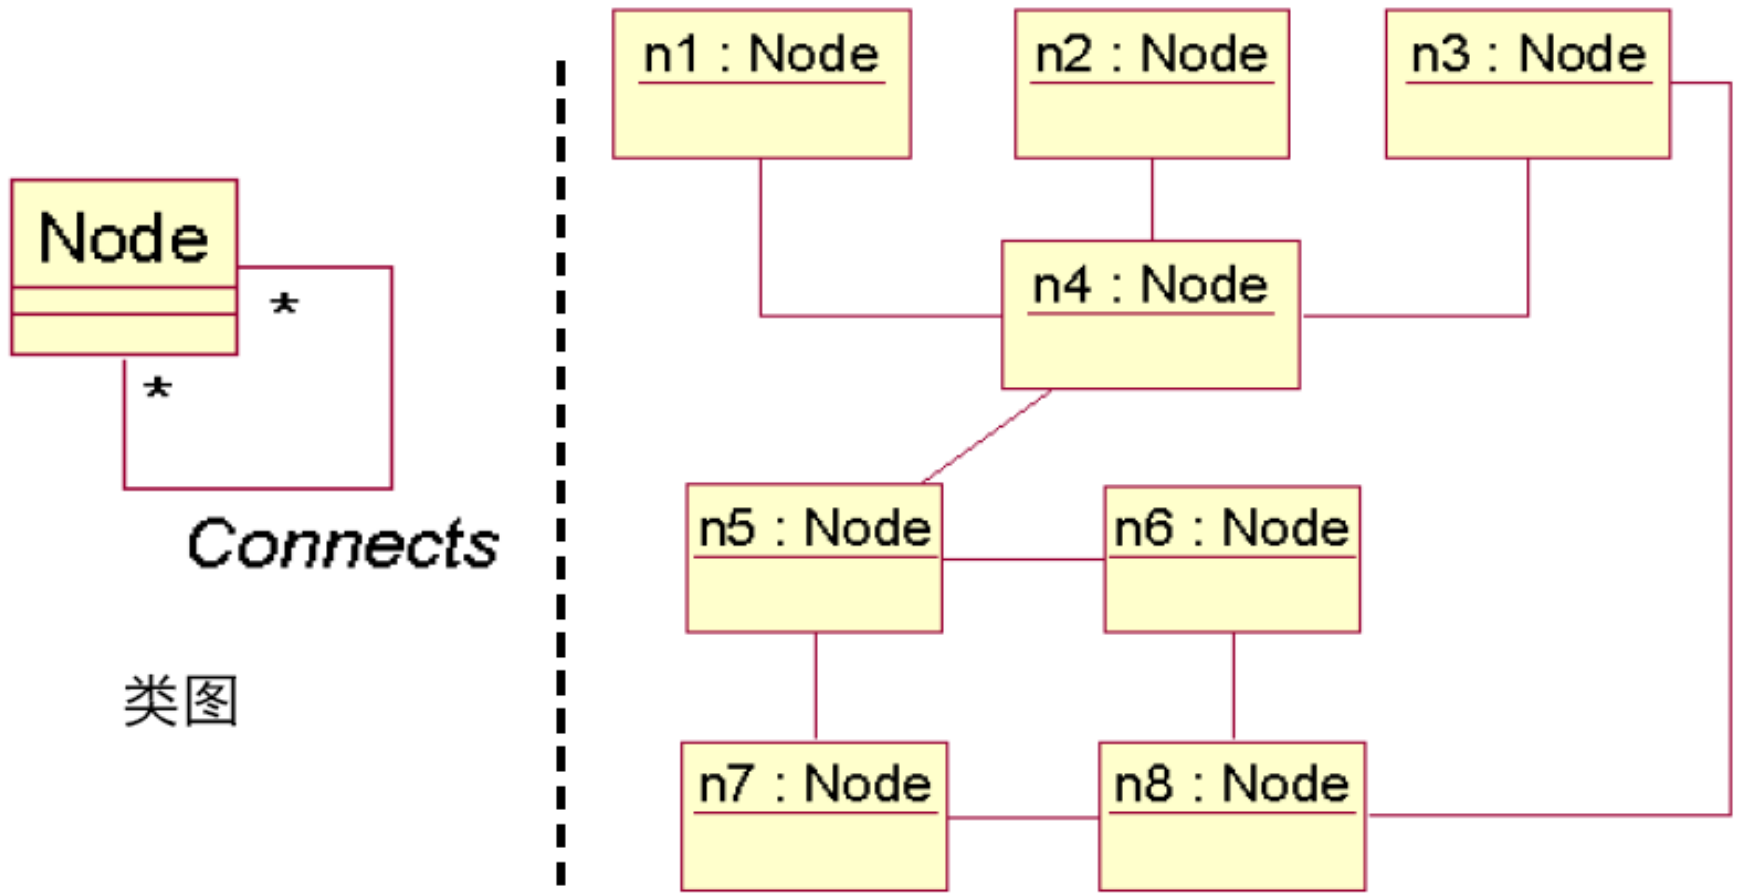 Node
*
*
Connects
类图
n1 : Node
n2 : Node
n3 : Node
n4 : Node
n5 : Node
n6 : Node
n7 : Node
n8 : Node